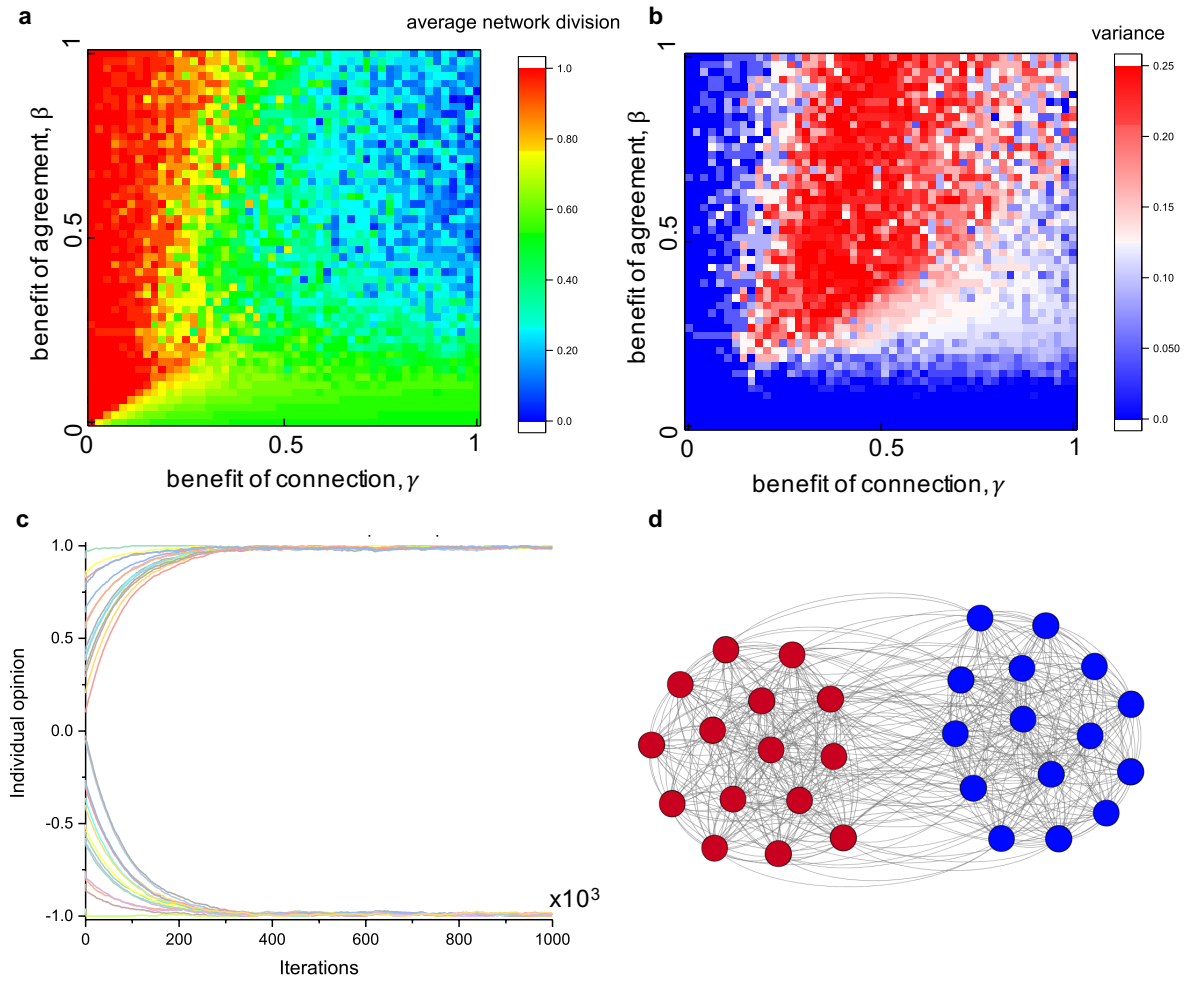 a
average network division
1
0.5
0
benefit of agreement, β
0
0.5
1
benefit of connection, γ
1.0
0.80
0.60
0.40
0.20
0.0
b
variance
1
0.5
0
benefit of agreement, β
0
0.5
1
benefit of connection, γ
0.25
0.20
0.15
0.10
0.050
0.0
c
1.0
0.5
0.0
-0.5
-1.0
Individual opinion
x10³
0
200
400
600
800
1000
Iterations
d